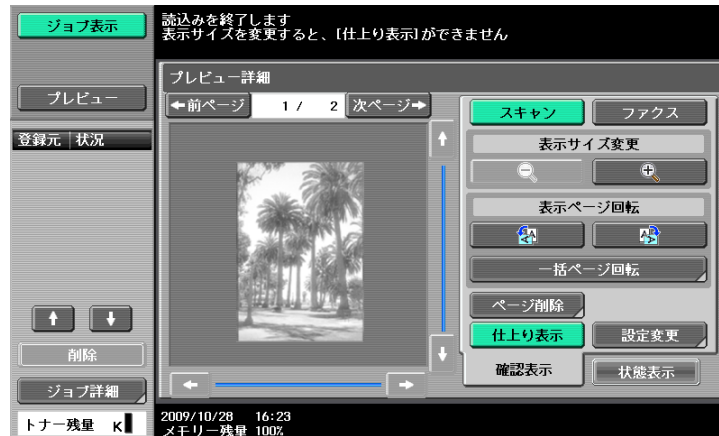 ジョブ表示
読込みを終了します
表示サイズを変更すると、[仕上り表示]ができません
プレビュー
プレビュー詳細
←前ページ 1 / 2 次ページ→
スキャン ファクス
登録元 状況
表示サイズ変更
表示ページ回転
一括ページ回転
ページ削除
仕上り表示 設定変更
確認表示 状態表示
削除
ジョブ詳細
トナー残量 K
2009/10/28 16:23
メモリー残量 100%